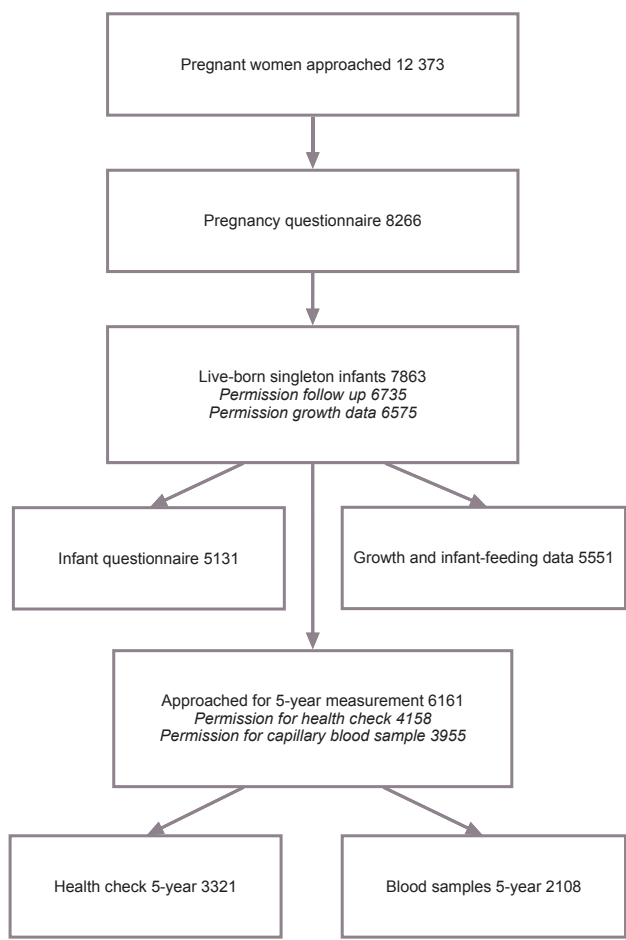 Pregnant women approached 12 373
Pregnancy questionnaire 8266
Live-born singleton infants 7863
Permission follow up 6735
Permission growth data 6575
Infant questionnaire 5131
Growth and infant-feeding data 5551
Approached for 5-year measurement 6161
Permission for health check 4158
Permission for capillary blood sample 3955
Health check 5-year 3321
Blood samples 5-year 2108